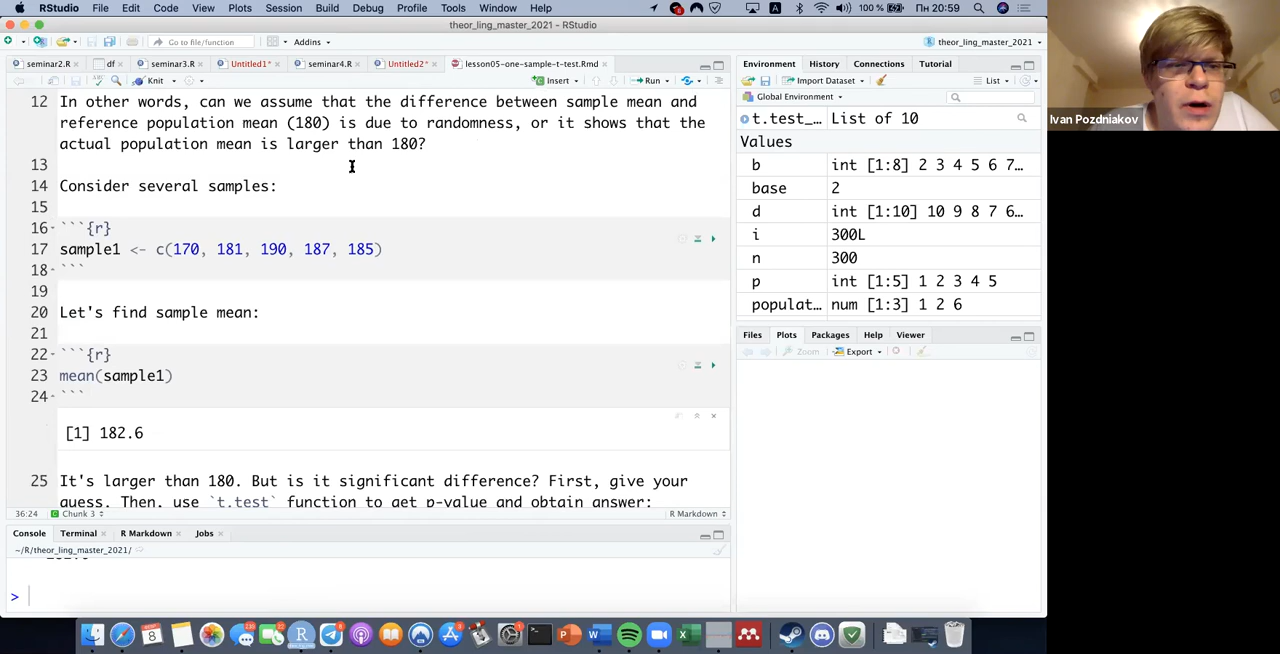 RStudio File Edit Code View Plots Session Build Debug Profile Tools Window Help 100 % Пн 20:59
theor_ling_master_2021 - RStudio
Go to file/function Addins theor_ling_master_2021
seminar2.R df seminar3.R Untitled1* seminar4.R Untitled2* lesson05-one-sample-t-test.Rmd
Knit Insert Run
12 In other words, can we assume that the difference between sample mean and
reference population mean (180) is due to randomness, or it shows that the
actual population mean is larger than 180?
13
14 Consider several samples:
15
16 ```{r}
17 sample1 <- c(170, 181, 190, 187, 185)
18 ```
19
20 Let's find sample mean:
21
22 ```{r}
23 mean(sample1)
24 ```
[1] 182.6
25 It's larger than 180. But is it significant difference? First, give your
guess. Then, use `t.test` function to get p-value and obtain answer:
36:24 Chunk 3 R Markdown
Console Terminal R Markdown Jobs
~/R/theor_ling_master_2021/
>
Environment History Connections Tutorial
Import Dataset List
Global Environment
t.test_… List of 10
Values
b int [1:8] 2 3 4 5 6 7…
base 2
d int [1:10] 10 9 8 7 6…
i 300L
n 300
p int [1:5] 1 2 3 4 5
populat… num [1:3] 1 2 6
Files Plots Packages Help Viewer
Zoom Export
Ivan Pozdniakov